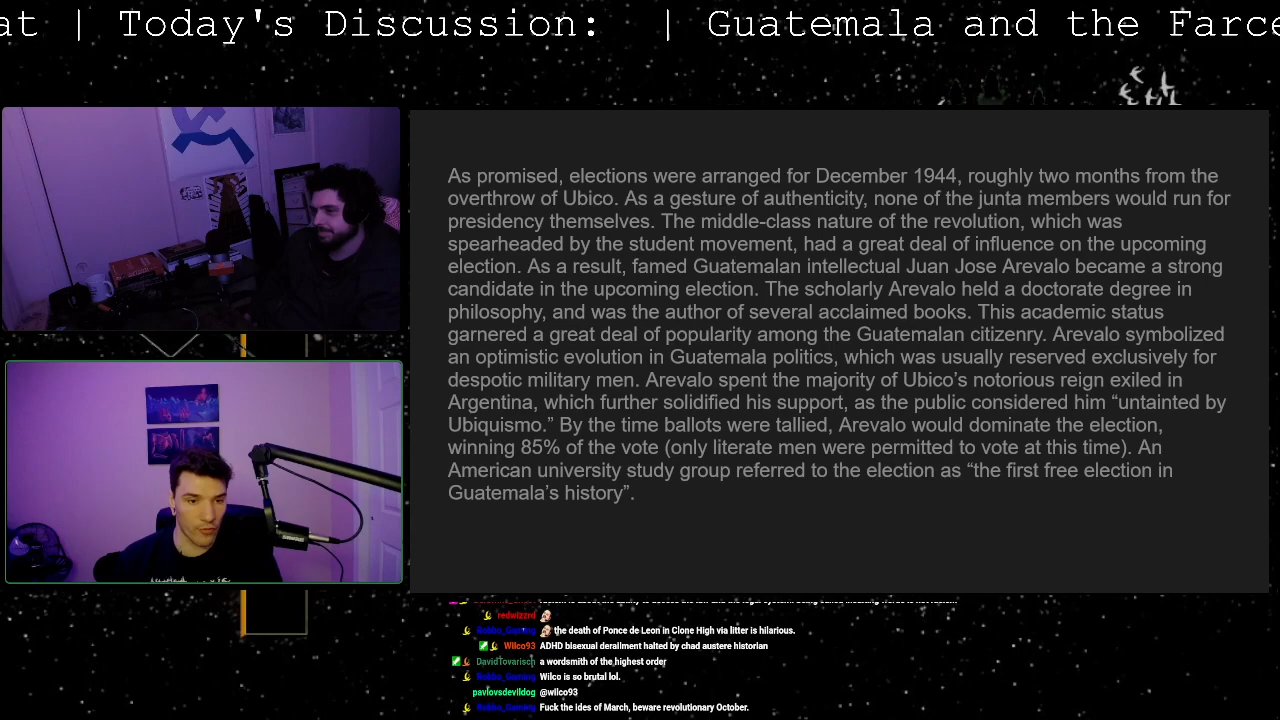 at | Today's Discussion: | Guatemala and the Farce
As promised, elections were arranged for December 1944, roughly two months from the
overthrow of Ubico. As a gesture of authenticity, none of the junta members would run for
presidency themselves. The middle-class nature of the revolution, which was
spearheaded by the student movement, had a great deal of influence on the upcoming
election. As a result, famed Guatemalan intellectual Juan Jose Arevalo became a strong
candidate in the upcoming election. The scholarly Arevalo held a doctorate degree in
philosophy, and was the author of several acclaimed books. This academic status
garnered a great deal of popularity among the Guatemalan citizenry. Arevalo symbolized
an optimistic evolution in Guatemala politics, which was usually reserved exclusively for
despotic military men. Arevalo spent the majority of Ubico’s notorious reign exiled in
Argentina, which further solidified his support, as the public considered him “untainted by
Ubiquismo.” By the time ballots were tallied, Arevalo would dominate the election,
winning 85% of the vote (only literate men were permitted to vote at this time). An
American university study group referred to the election as “the first free election in
Guatemala’s history”.
redwizzrd
Robbo_Gaming the death of Ponce de Leon in Clone High via litter is hilarious.
Wilco93 ADHD bisexual derailment halted by chad austere historian
DavidTovarisch a wordsmith of the highest order
Robbo_Gaming Wilco is so brutal lol.
pavlovsdevildog @wilco93
Robbo_Gaming Fuck the ides of March, beware revolutionary October.